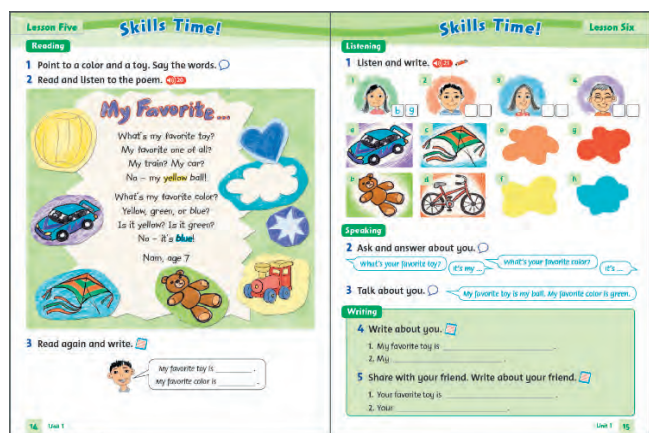 Lesson Five
Skills Time!
Reading
1 Point to a color and a toy. Say the words.
2 Read and listen to the poem.
My Favorite...
What's my favorite toy?
My favorite one of all?
My train? My car?
No – my yellow ball!
What's my favorite color?
Yellow, green, or blue?
Is it yellow? Is it green?
No – it's blue!
Nam, age 7
3 Read again and write.
My favorite toy is ________ .
My favorite color is ________ .
14 Unit 1
Skills Time!
Lesson Six
Listening
1 Listen and write.
1 2 3 4
b g
a c e g
b d f h
Speaking
2 Ask and answer about you.
What's your favorite toy?
It's my __
What's your favorite color?
It's __
3 Talk about you.
My favorite toy is my ball. My favorite color is green.
Writing
4 Write about you.
1. My favorite toy is ________ .
2. My ________ .
5 Share with your friend. Write about your friend.
1. Your favorite toy is ________ .
2. Your ________ .
Unit 1 15